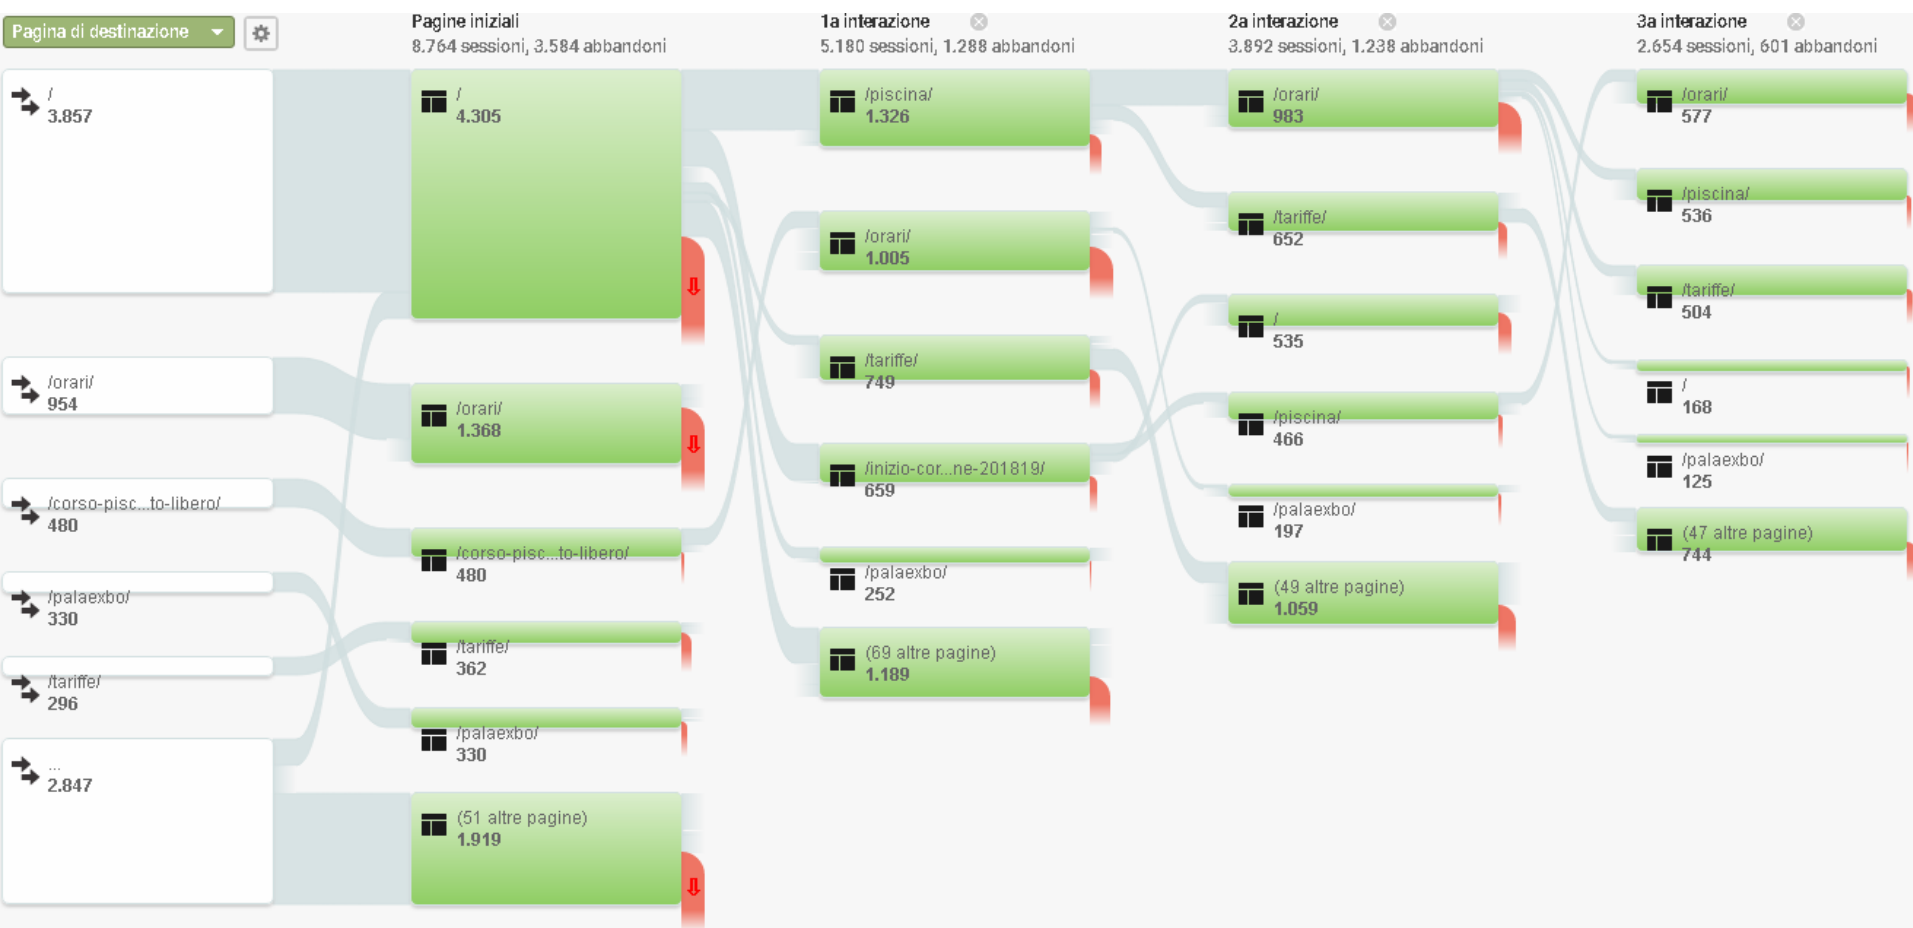 Pagina di destinazione
/
3.857
/orari/
954
/corso-pisc...to-libero/
480
/palaexbo/
330
/tariffe/
296
...
2.847
Pagine iniziali
8.764 sessioni, 3.584 abbandoni
/
4.305
/orari/
1.368
/corso-pisc...to-libero/
480
/tariffe/
362
/palaexbo/
330
(51 altre pagine)
1.919
1a interazione
5.180 sessioni, 1.288 abbandoni
/piscina/
1.326
/orari/
1.005
/tariffe/
749
/inizio-cor...ne-201819/
659
/palaexbo/
252
(69 altre pagine)
1.189
2a interazione
3.892 sessioni, 1.238 abbandoni
/orari/
983
/tariffe/
652
/
535
/piscina/
466
/palaexbo/
197
(49 altre pagine)
1.059
3a interazione
2.654 sessioni, 601 abbandoni
/orari/
577
/piscina/
536
/tariffe/
504
/
168
/palaexbo/
125
(47 altre pagine)
744